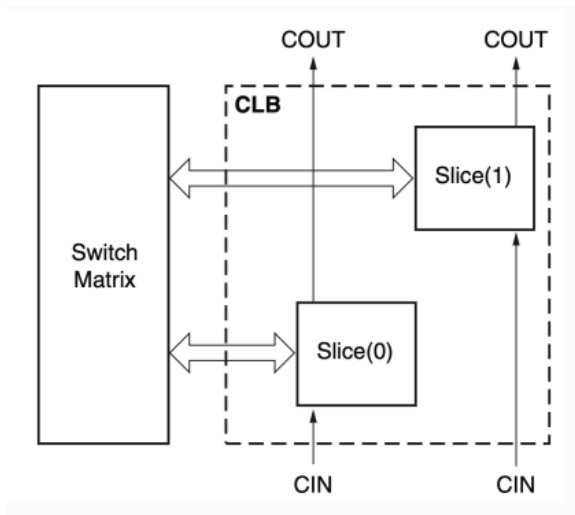 COUT
COUT
CLB
Slice(1)
Switch
Matrix
Slice(0)
CIN
CIN